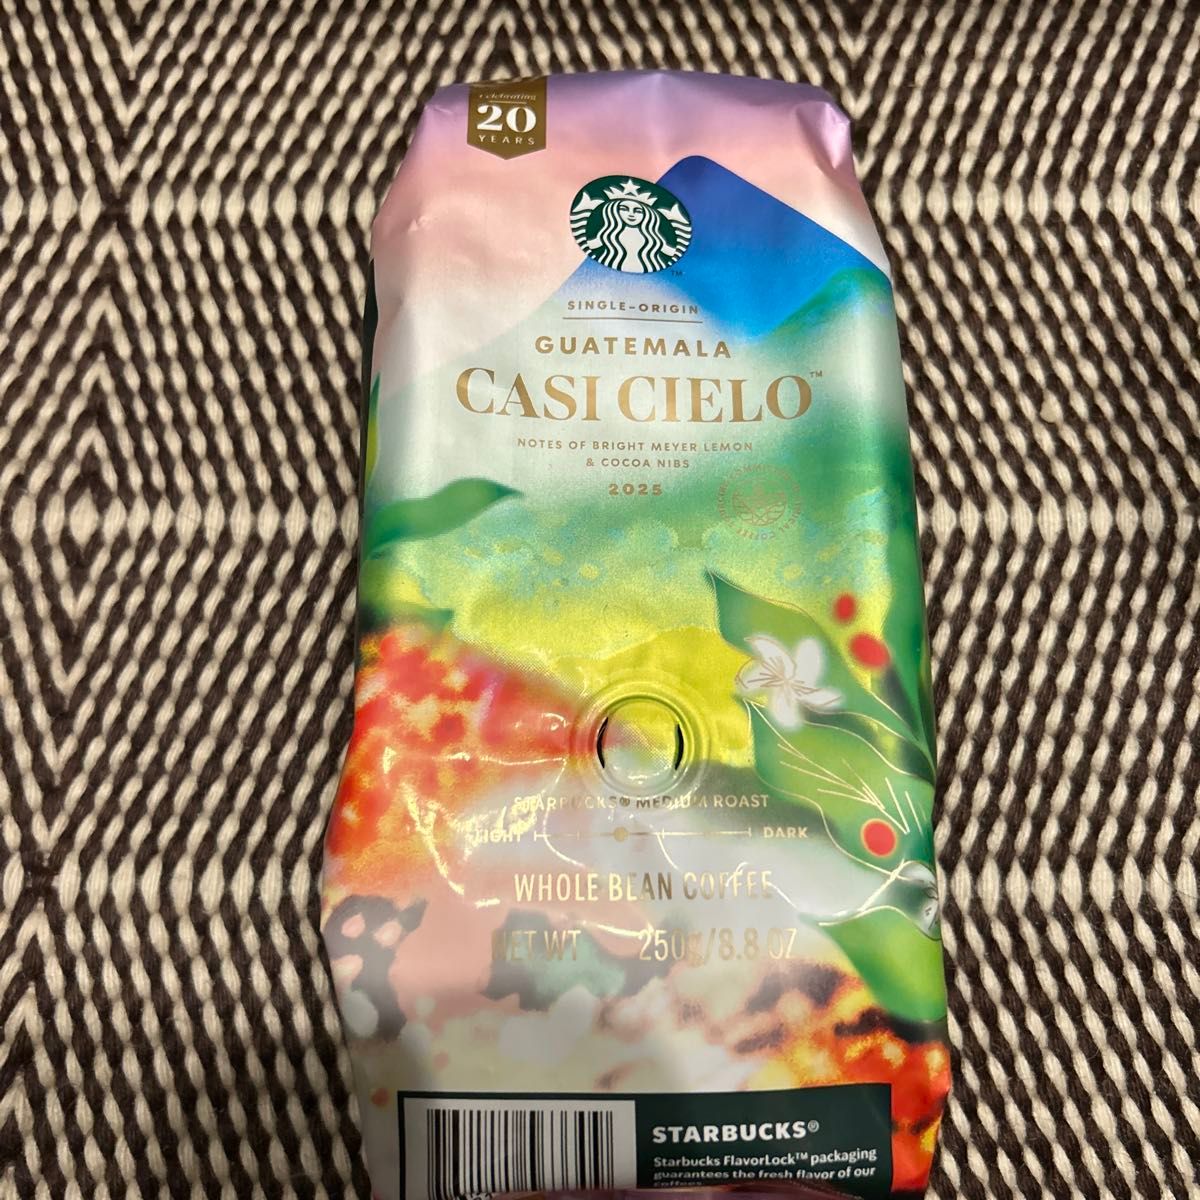 Celebrating
20
YEARS
SINGLE-ORIGIN
GUATEMALA
CASI CIELO™
NOTES OF BRIGHT MEYER LEMON
& COCOA NIBS
2025
STARBUCKS® MEDIUM ROAST
LIGHT DARK
WHOLE BEAN COFFEE
NET WT 250g/8.8 OZ
STARBUCKS®
Starbucks FlavorLock™ packaging
guarantees the fresh flavor of our
coffees